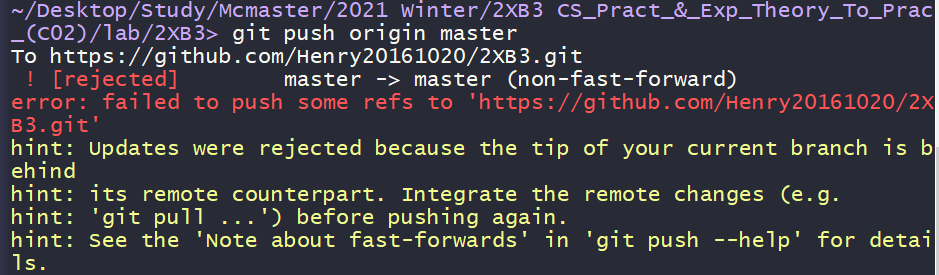 ~/Desktop/Study/Mcmaster/2021 Winter/2XB3 CS_Pract_&_Exp_Theory_To_Prac
_(C02)/lab/2XB3> git push origin master
To https://github.com/Henry20161020/2XB3.git
 ! [rejected]        master -> master (non-fast-forward)
error: failed to push some refs to 'https://github.com/Henry20161020/2X
B3.git'
hint: Updates were rejected because the tip of your current branch is b
ehind
hint: its remote counterpart. Integrate the remote changes (e.g.
hint: 'git pull ...') before pushing again.
hint: See the 'Note about fast-forwards' in 'git push --help' for detai
ls.